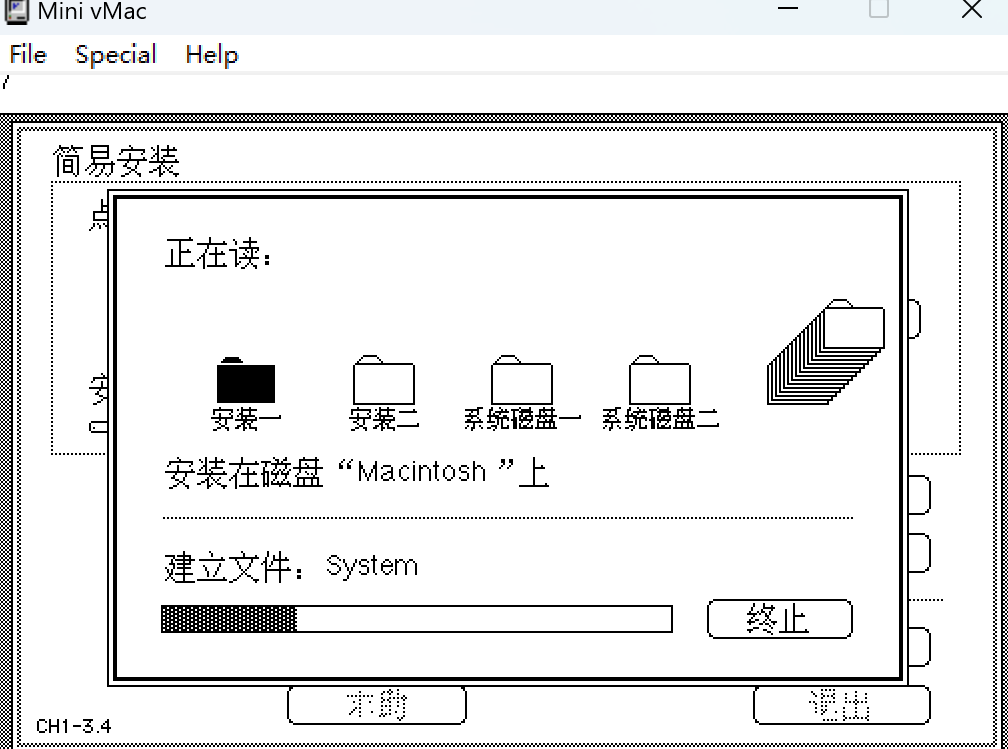 Mini vMac
File Special Help
简易安装
点
正在读：
安装一 安装二 系统磁盘一 系统磁盘二
安装在磁盘“Macintosh ”上
建立文件：System
终止
退出
CH1-3.4